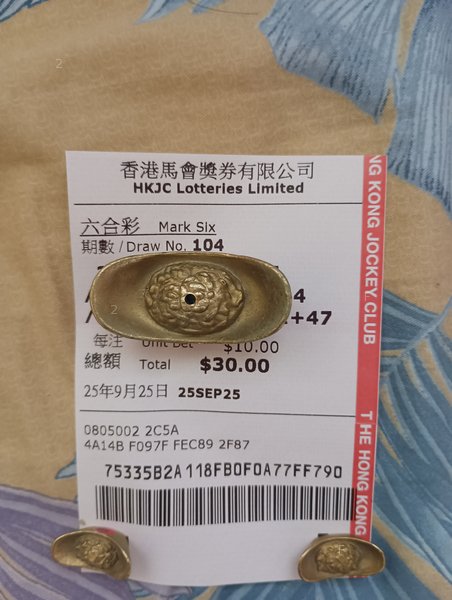 香港馬會獎券有限公司
HKJC Lotteries Limited
六合彩 Mark Six
期數 / Draw No. 104
4
+47
每注 Unit Bet $10.00
總額 Total $30.00
25年9月25日 25SEP25
0805002 2C5A
4A14B F097F FEC89 2F87
75335B2A118FB0F0A77FF790
NG KONG JOCKEY CLUB
THE HONG KONG
2
2